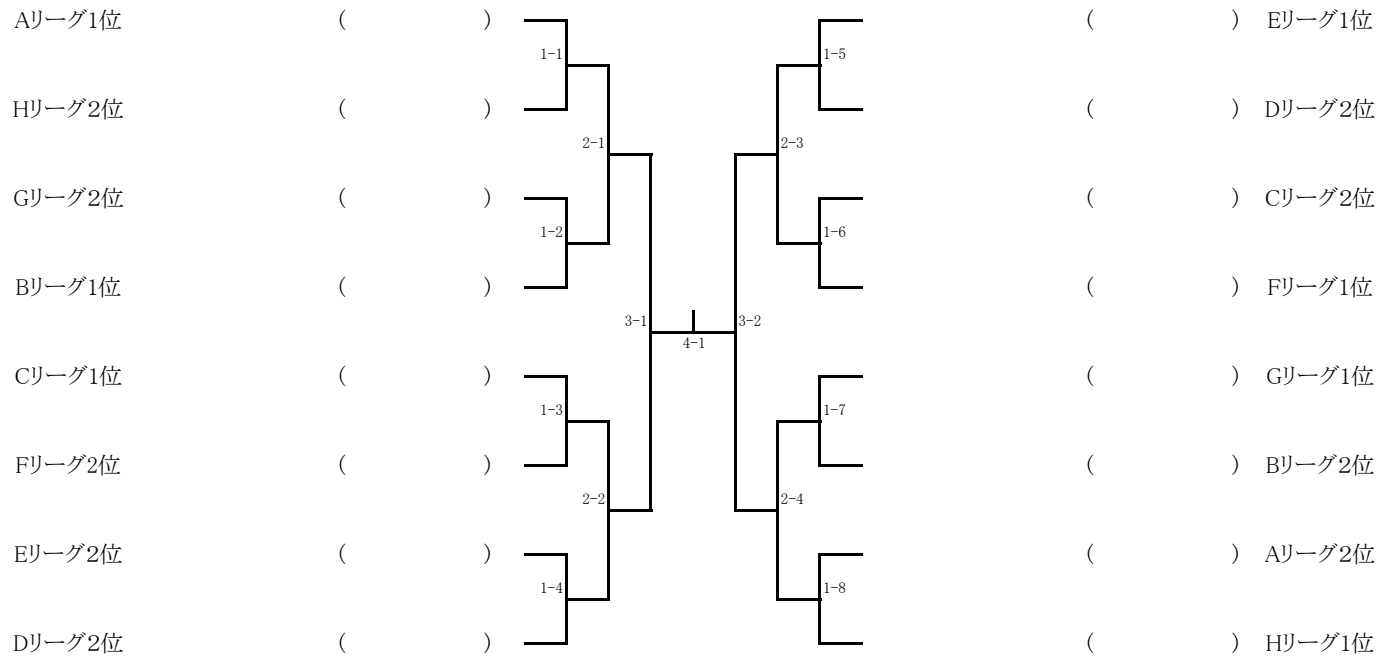 Aリーグ1位 ( ) ( ) Eリーグ1位
1-1 1-5
Hリーグ2位 ( ) ( ) Dリーグ2位
2-1 2-3
Gリーグ2位 ( ) ( ) Cリーグ2位
1-2 1-6
Bリーグ1位 ( ) ( ) Fリーグ1位
3-1 3-2
4-1
Cリーグ1位 ( ) ( ) Gリーグ1位
1-3 1-7
Fリーグ2位 ( ) ( ) Bリーグ2位
2-2 2-4
Eリーグ2位 ( ) ( ) Aリーグ2位
1-4 1-8
Dリーグ2位 ( ) ( ) Hリーグ1位